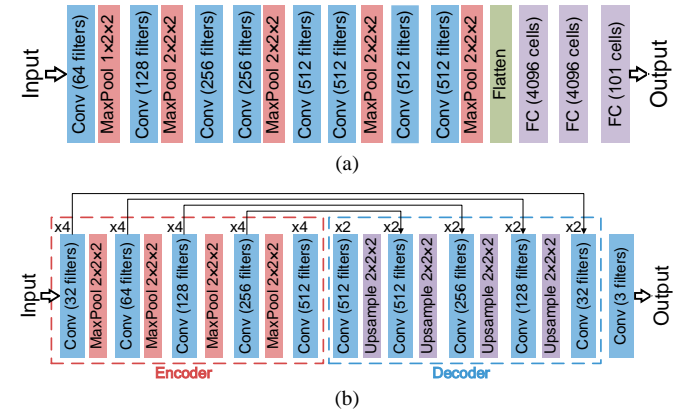 Input
Conv (64 filters)
MaxPool 1×2×2
Conv (128 filters)
MaxPool 2×2×2
Conv (256 filters)
Conv (256 filters)
MaxPool 2×2×2
Conv (512 filters)
Conv (512 filters)
MaxPool 2×2×2
Conv (512 filters)
Conv (512 filters)
MaxPool 2×2×2
Flatten
FC (4096 cells)
FC (4096 cells)
FC (101 cells)
Output
(a)
x4
x4
x4
x4
x4
x2
x2
x2
x2
x2
Input
Conv (32 filters)
MaxPool 2×2×2
Conv (64 filters)
MaxPool 2×2×2
Conv (128 filters)
MaxPool 2×2×2
Conv (256 filters)
MaxPool 2×2×2
Conv (512 filters)
Conv (512 filters)
Upsample 2×2×2
Conv (512 filters)
Upsample 2×2×2
Conv (256 filters)
Upsample 2×2×2
Conv (128 filters)
Upsample 2×2×2
Conv (32 filters)
Conv (3 filters)
Output
Encoder
Decoder
(b)